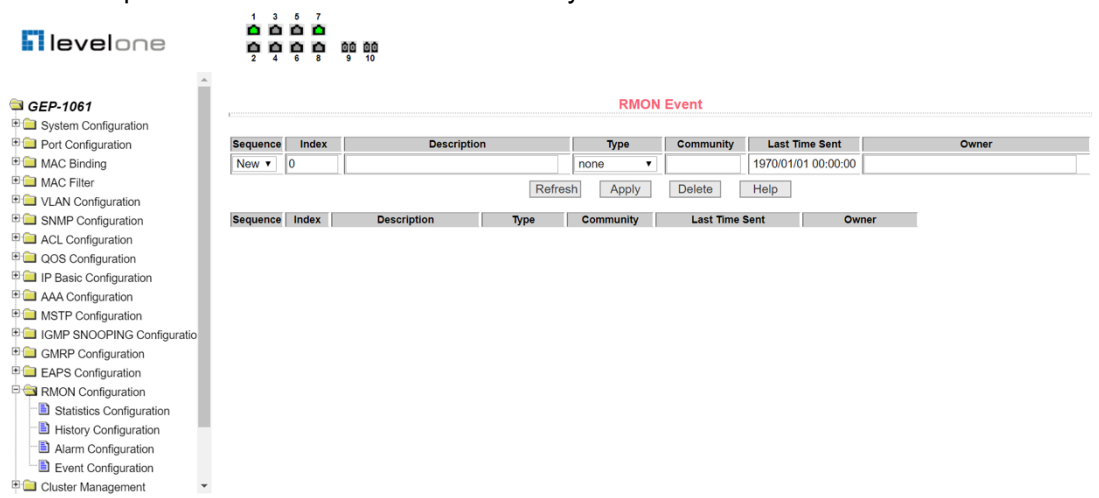 1 3 5 7
levelone
2 4 6 8 9 10
GEP-1061
RMON Event
System Configuration
Port Configuration
MAC Binding
MAC Filter
VLAN Configuration
SNMP Configuration
ACL Configuration
QOS Configuration
IP Basic Configuration
AAA Configuration
MSTP Configuration
IGMP SNOOPING Configuratio
GMRP Configuration
EAPS Configuration
RMON Configuration
Statistics Configuration
History Configuration
Alarm Configuration
Event Configuration
Cluster Management
Sequence Index Description Type Community Last Time Sent Owner
New 0 none 1970/01/01 00:00:00
Refresh Apply Delete Help
Sequence Index Description Type Community Last Time Sent Owner